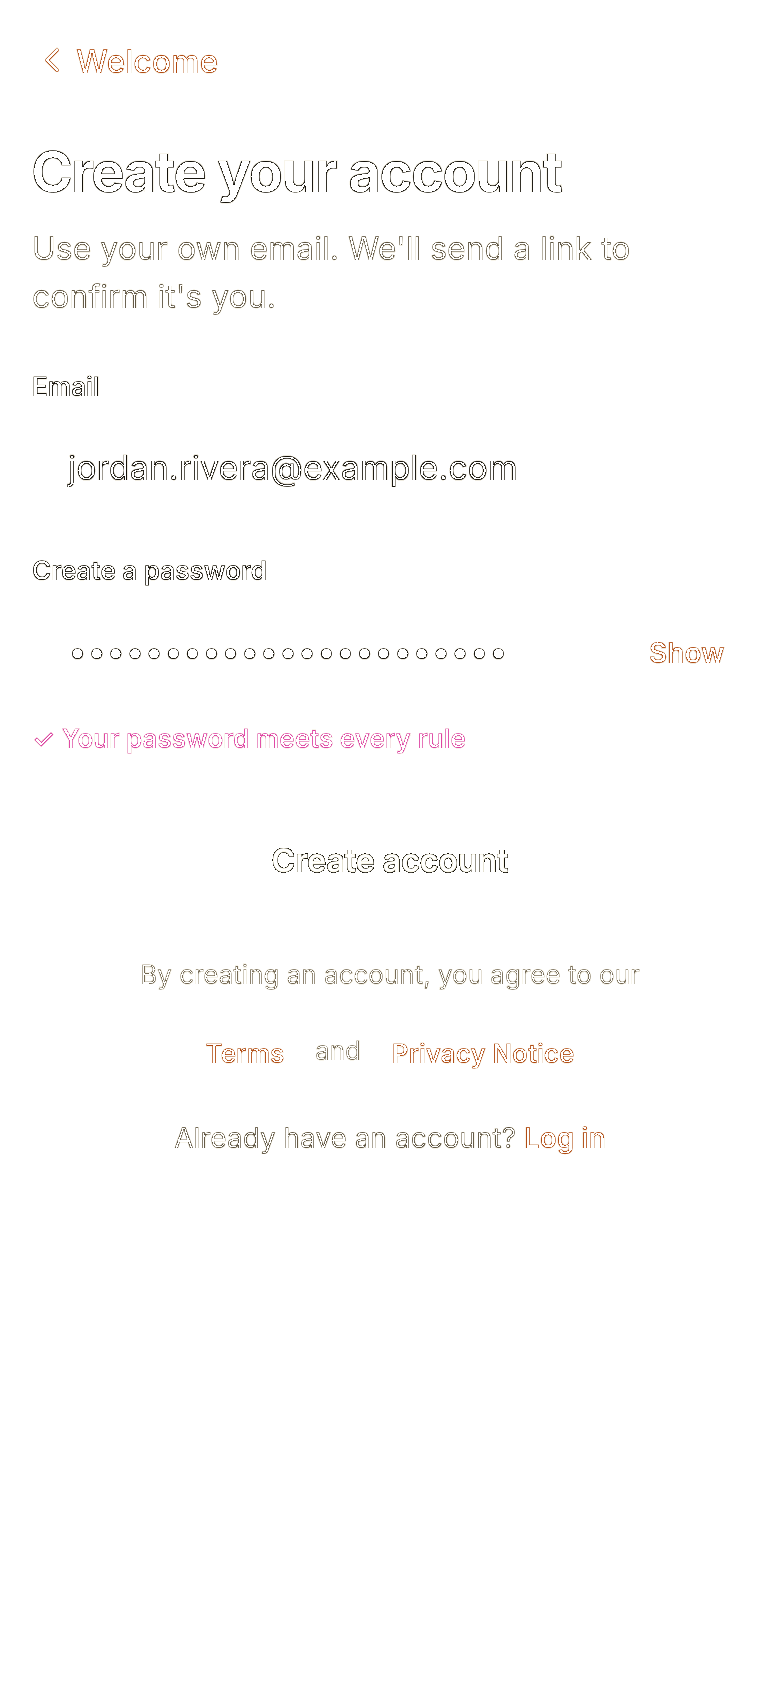 Welcome
Create your account
Use your own email. We'll send a link to
confirm it's you.
Email
jordan.rivera@example.com
Create a password
Show
Your password meets every rule
Create account
By creating an account, you agree to our
Terms and Privacy Notice
Already have an account? Log in